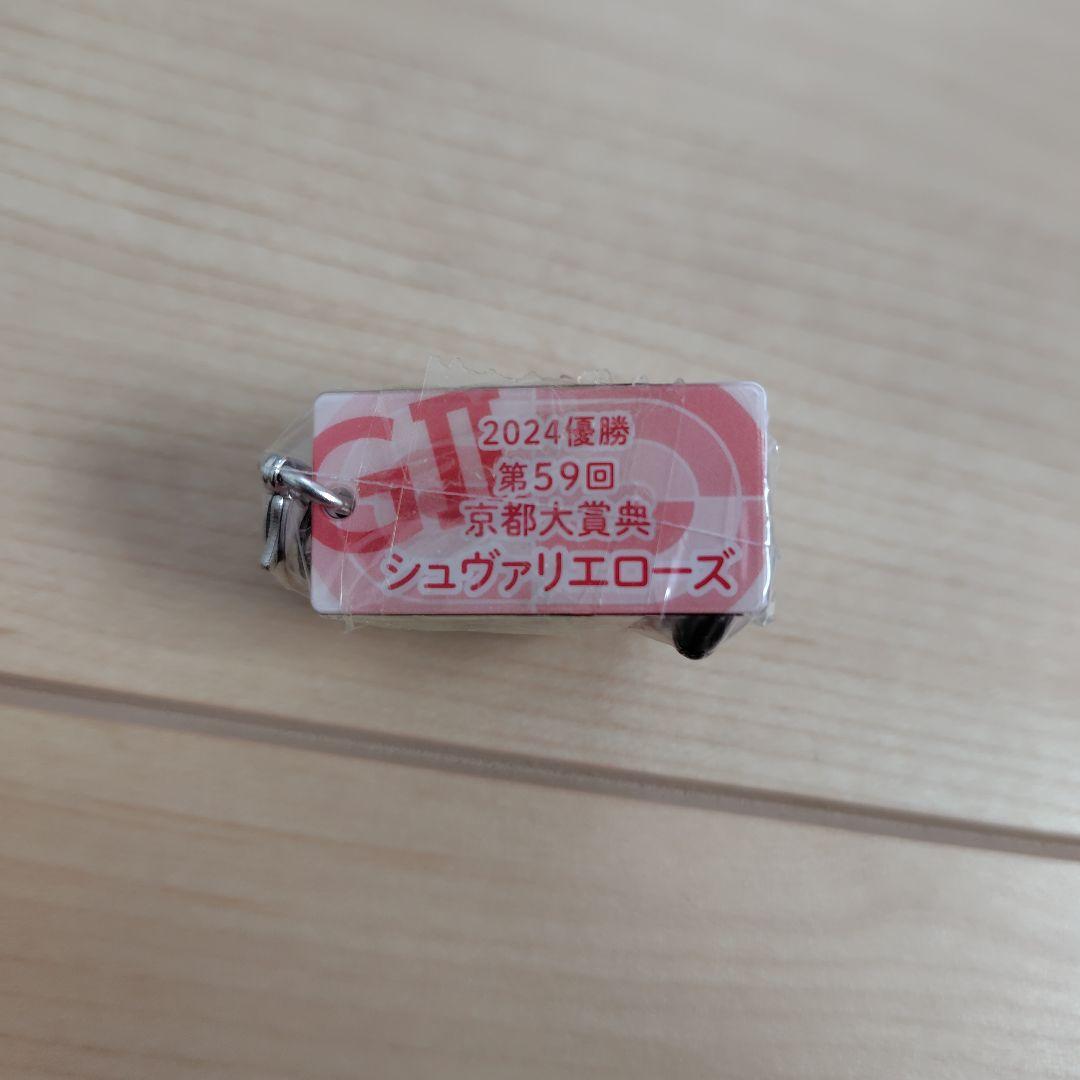 GII
2024優勝
第59回
京都大賞典
シュヴァリエローズ